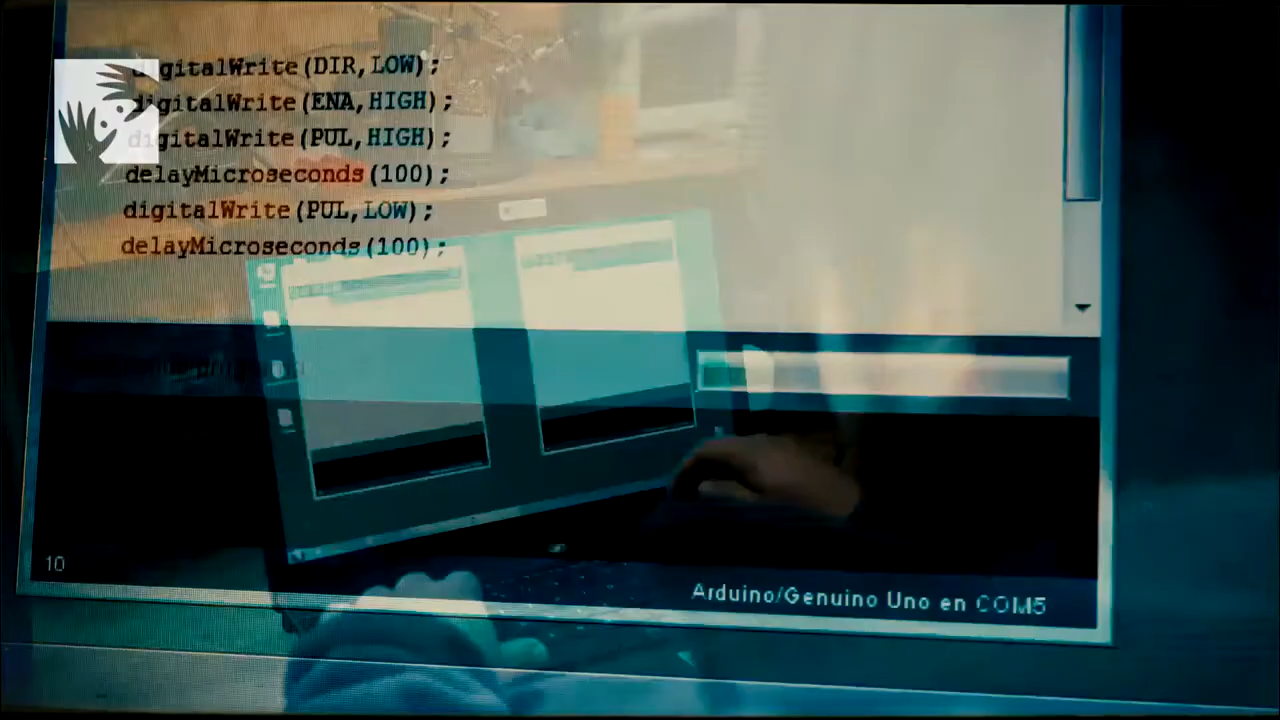 digitalWrite(DIR,LOW);
digitalWrite(ENA,HIGH);
digitalWrite(PUL,HIGH);
delayMicroseconds(100);
digitalWrite(PUL,LOW);
delayMicroseconds(100);
10
Arduino/Genuino Uno en COM5